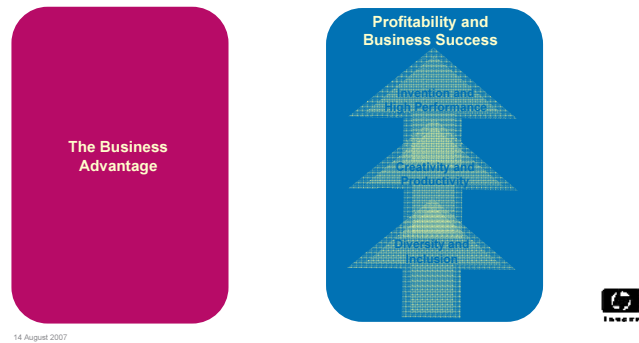 The Business
Advantage
Profitability and
Business Success
Invention and
High Performance
Creativity and
Productivity
Diversity and
Inclusion
14 August 2007